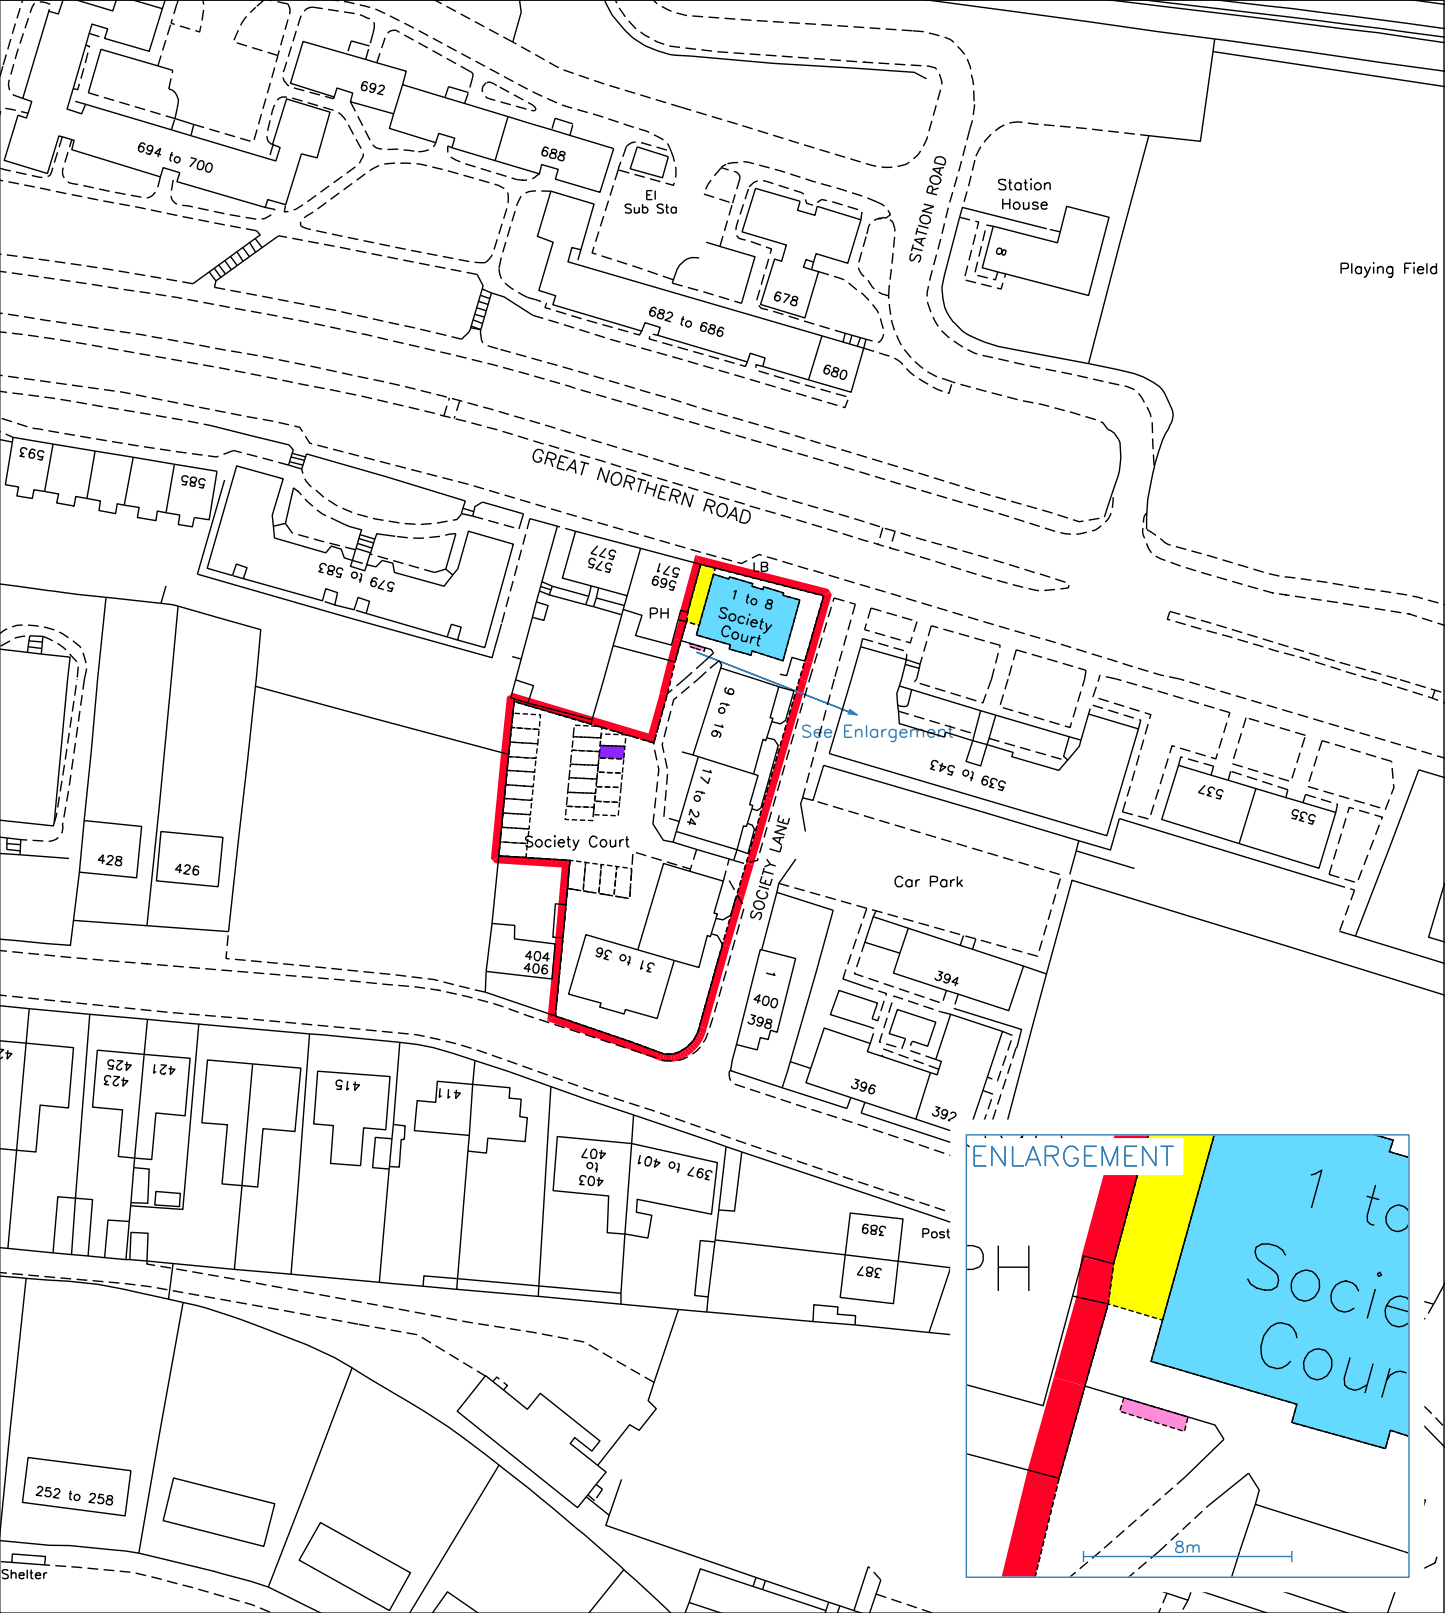 692
694 to 700
688
El
Sub Sta
STATION ROAD
Station
House
8
Playing Field
678
682 to 686
680
GREAT NORTHERN ROAD
593
585
579 to 583
577
575
571
569
PH
LB
1 to 8
Society
Court
9 to 16
See Enlargement
17 to 24
539 to 543
537
535
Society Court
SOCIETY LANE
Car Park
428
426
404
406
31 to 36
1
400
398
394
396
392
425
423
421
415
411
407
to
403
397 to 401
389
387
Post
252 to 258
Shelter
ENLARGEMENT
PH
1 to
Socie
Cour
8m